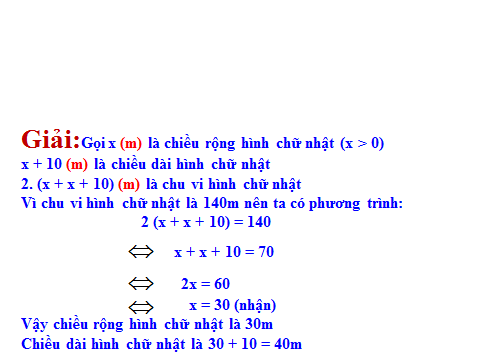 Giải:Gọi x (m) là chiều rộng hình chữ nhật (x > 0)
x + 10 (m) là chiều dài hình chữ nhật
2. (x + x + 10) (m) là chu vi hình chữ nhật
Vì chu vi hình chữ nhật là 140m nên ta có phương trình:
2 (x + x + 10) = 140
⇔ x + x + 10 = 70
⇔ 2x = 60
⇔ x = 30 (nhận)
Vậy chiều rộng hình chữ nhật là 30m
Chiều dài hình chữ nhật là 30 + 10 = 40m